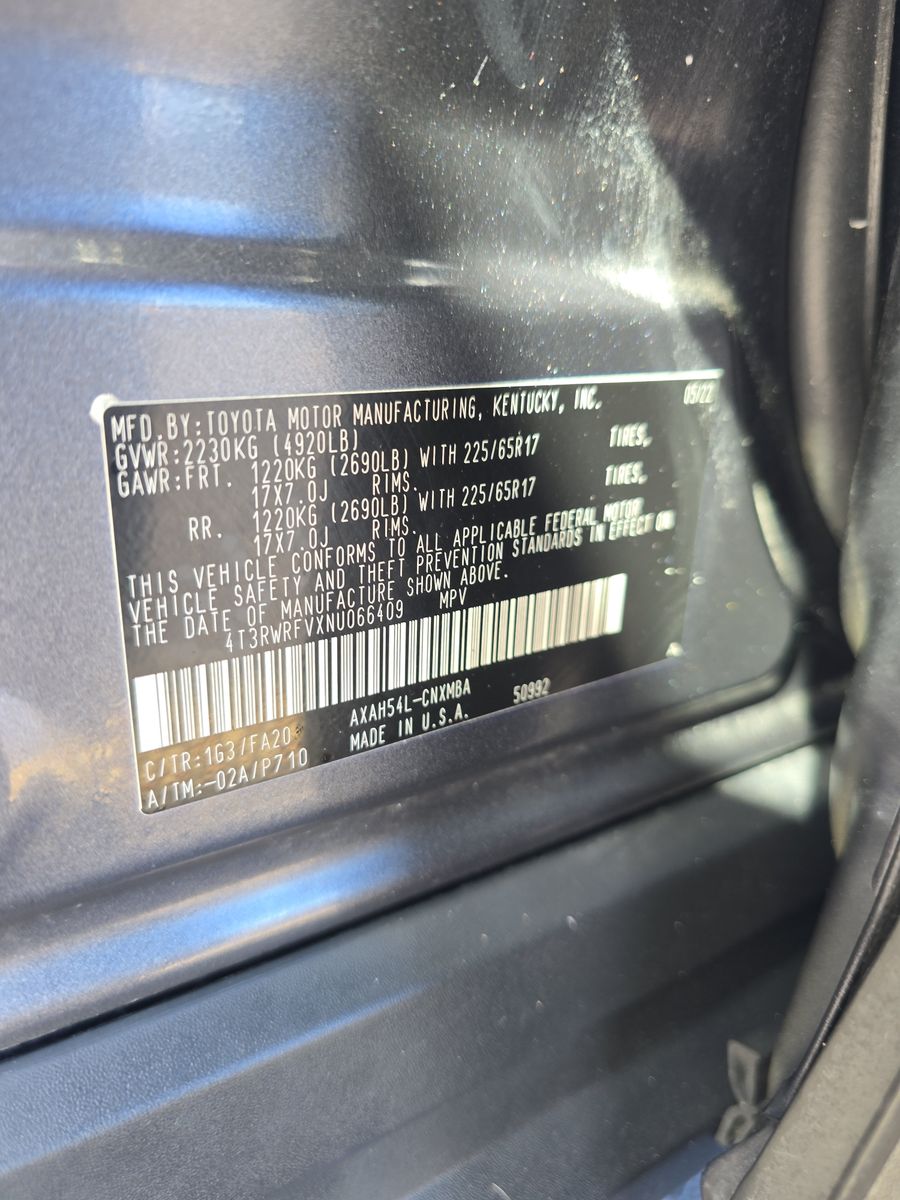 MFD.BY:TOYOTA MOTOR MANUFACTURING, KENTUCKY, INC. 05/22
GVWR:2230KG (4920LB)
GAWR:FRT. 1220KG (2690LB) WITH 225/65R17 TIRES,
17X7.0J RIMS.
RR. 1220KG (2690LB) WITH 225/65R17 TIRES,
17X7.0J RIMS.
THIS VEHICLE CONFORMS TO ALL APPLICABLE FEDERAL MOTOR
VEHICLE SAFETY AND THEFT PREVENTION STANDARDS IN EFFECT ON
THE DATE OF MANUFACTURE SHOWN ABOVE.
4T3RWRFVXNU066409 MPV
C/TR:1G3/FA20 AXAH54L-CNXMBA 50992
A/TM:-02A/P710 MADE IN U.S.A.